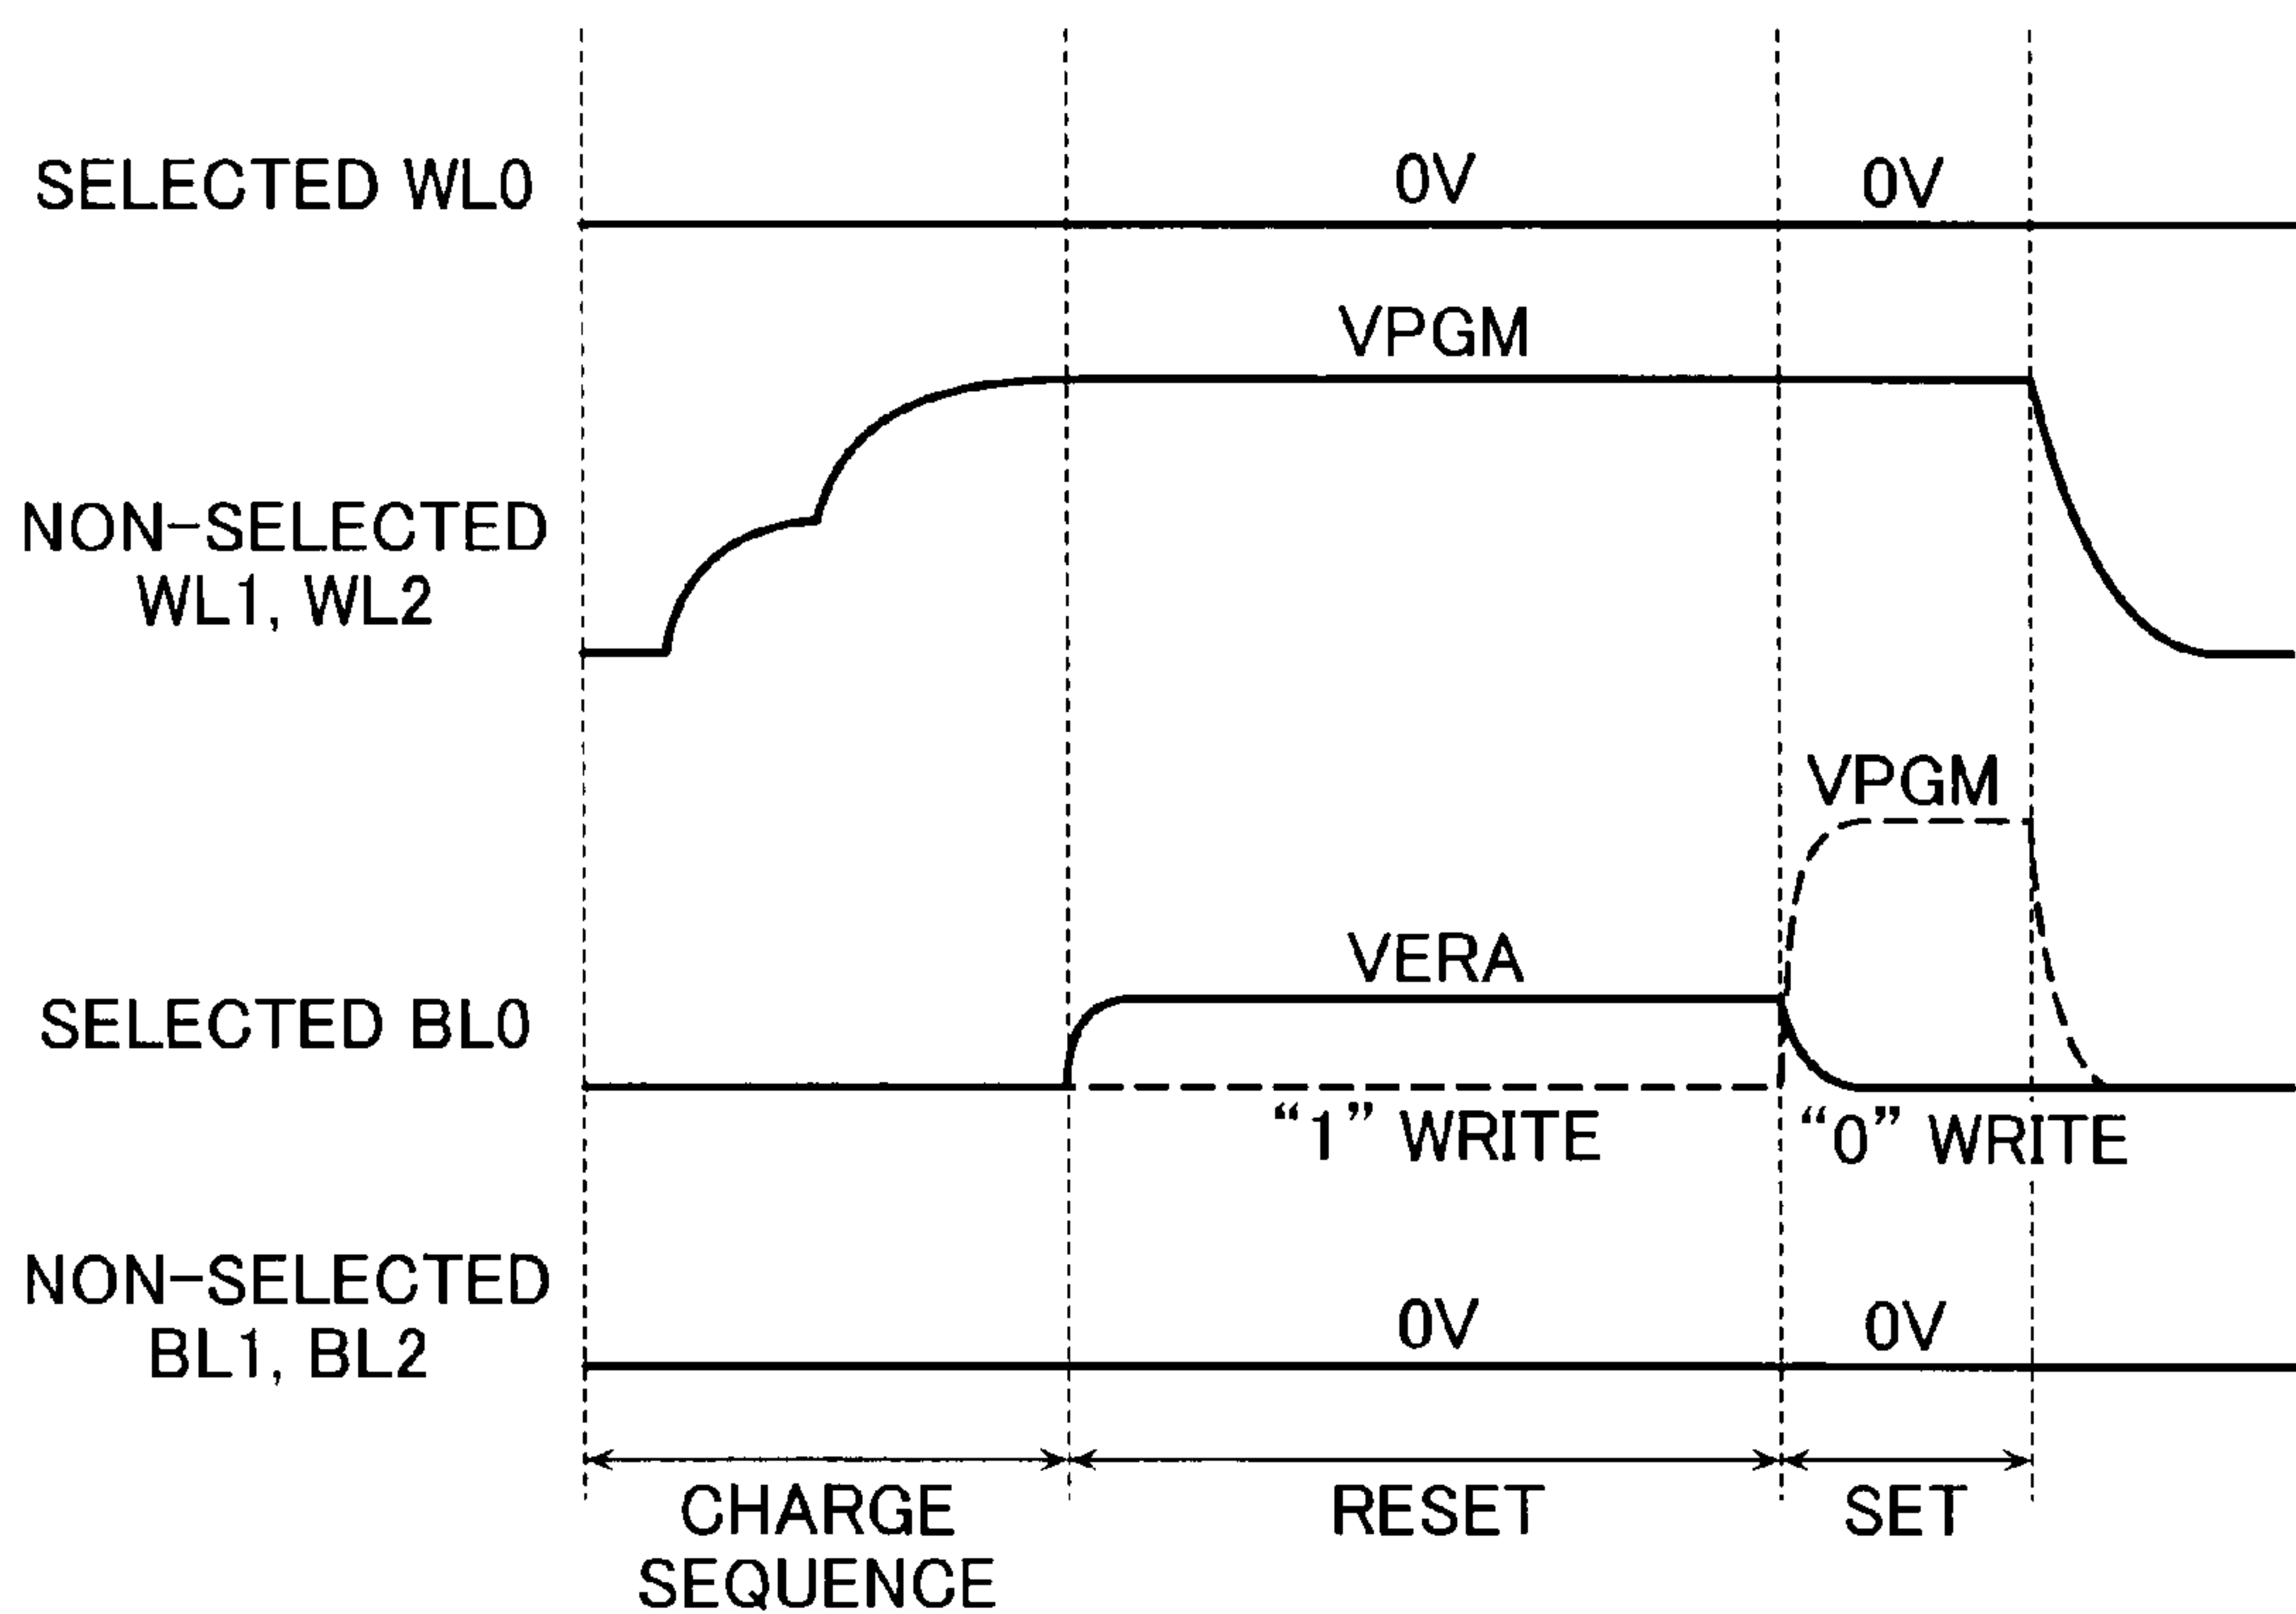 SELECTED WL0
0V
0V
VPGM
NON-SELECTED
WL1, WL2
VPGM
VERA
SELECTED BL0
“1” WRITE
“0” WRITE
NON-SELECTED
BL1, BL2
0V
0V
CHARGE
SEQUENCE
RESET
SET